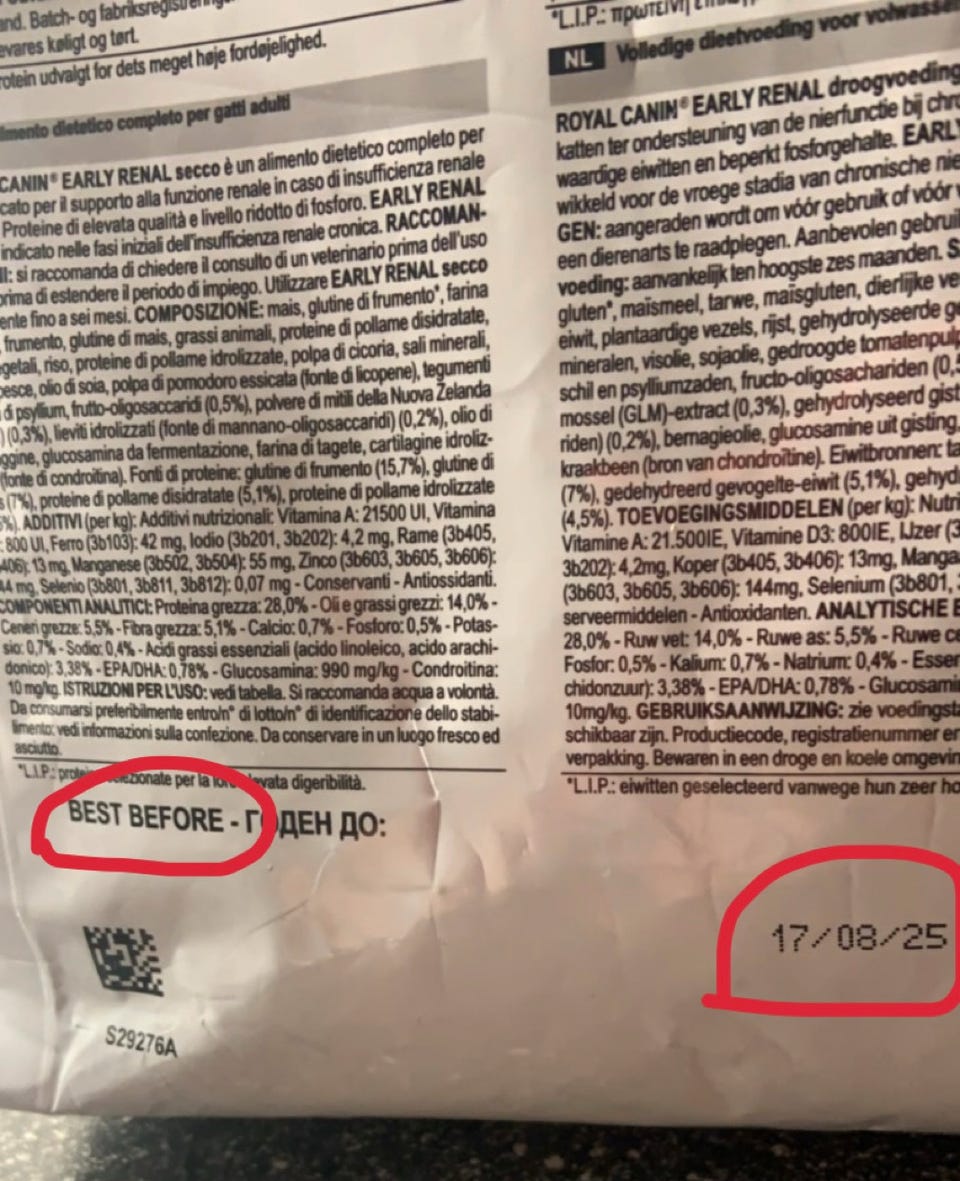 and. Batch- og
evares køligt og tørt.
rotein udvalgt for dets meget høje fordøjelighed.
limento dietetico completo per gatti adulti
CANIN® EARLY RENAL secco è un alimento dietetico completo per
cato per il supporto alla funzione renale in caso di insufficienza renale
Proteine di elevata qualità e livello ridotto di fosforo. EARLY RENAL
indicato nelle fasi iniziali dell'insufficienza renale cronica. RACCOMAN-
II: si raccomanda di chiedere il consulto di un veterinario prima dell'uso
prima di estendere il periodo di impiego. Utilizzare EARLY RENAL secco
ente fino a sei mesi. COMPOSIZIONE: mais, glutine di frumento*, farina
frumento, glutine di mais, grassi animali, proteine di pollame disidratate,
getali, riso, proteine di pollame idrolizzate, polpa di cicoria, sali minerali,
pesce, olio di soia, polpa di pomodoro essicata (fonte di licopene), tegumenti
di psyllium, frutto-oligosaccaridi (0,5%), polvere di mitili della Nuova Zelanda
) (0,3%), lieviti idrolizzati (fonte di mannano-oligosaccaridi) (0,2%), olio di
aggine, glucosamina da fermentazione, farina di tagete, cartilagine idroliz-
(fonte di condroitina). Fonti di proteine: glutine di frumento (15,7%), glutine di
s (7%), proteine di pollame disidratate (5,1%), proteine di pollame idrolizzate
%). ADDITIVI (per kg): Additivi nutrizionali: Vitamina A: 21500 UI, Vitamina
: 800 UI, Ferro (3b103): 42 mg, Iodio (3b201, 3b202): 4,2 mg, Rame (3b405,
406): 13 mg, Manganese (3b502, 3b504): 55 mg, Zinco (3b603, 3b605, 3b606):
44 mg, Selenio (3b801, 3b811, 3b812): 0,07 mg - Conservanti - Antiossidanti.
COMPONENTI ANALITICI: Proteina grezza: 28,0% - Oli e grassi grezzi: 14,0% -
Ceneri grezze: 5,5% - Fibra grezza: 5,1% - Calcio: 0,7% - Fosforo: 0,5% - Potas-
sio: 0,7% - Sodio: 0,4% - Acidi grassi essenziali (acido linoleico, acido arachi-
donico): 3,38% - EPA/DHA: 0,78% - Glucosamina: 990 mg/kg - Condroitina:
10 mg/kg. ISTRUZIONI PER L'USO: vedi tabella. Si raccomanda acqua a volontà.
Da consumarsi preferibilmente entro/n° di lotto/n° di identificazione dello stabi-
limento: vedi informazioni sulla confezione. Da conservare in un luogo fresco ed
asciutto.
*L.I.P.: proteine selezionate per la loro elevata digeribilità.
BEST BEFORE - ГОДЕН ДО:
S29276A
*L.I.P.: πρωτεΐνη
NL Volledige dieetvoeding voor volwassen
ROYAL CANIN® EARLY RENAL droogvoeding
katten ter ondersteuning van de nierfunctie bij chro
waardige eiwitten en beperkt fosforgehalte. EARLY
wikkeld voor de vroege stadia van chronische nie
GEN: aangeraden wordt om vóór gebruik of vóór
een dierenarts te raadplegen. Aanbevolen gebruik
voeding: aanvankelijk ten hoogste zes maanden. S
gluten*, maïsmeel, tarwe, maïsgluten, dierlijke ve
eiwit, plantaardige vezels, rijst, gehydrolyseerde ge
mineralen, visolie, sojaolie, gedroogde tomatenpulp
schil en psylliumzaden, fructo-oligosachariden (0,5
mossel (GLM)-extract (0,3%), gehydrolyseerd gist
riden) (0,2%), bernagieolie, glucosamine uit gisting,
kraakbeen (bron van chondroïtine). Eiwitbronnen: ta
(7%), gedehydreerd gevogelte-eiwit (5,1%), gehyd
(4,5%). TOEVOEGINGSMIDDELEN (per kg): Nutri
Vitamine A: 21.500IE, Vitamine D3: 800IE, IJzer (3
3b202): 4,2mg, Koper (3b405, 3b406): 13mg, Manga
(3b603, 3b605, 3b606): 144mg, Selenium (3b801, 3
serveermiddelen - Antioxidanten. ANALYTISCHE B
28,0% - Ruw vet: 14,0% - Ruwe as: 5,5% - Ruwe ce
Fosfor: 0,5% - Kalium: 0,7% - Natrium: 0,4% - Essen
chidonzuur): 3,38% - EPA/DHA: 0,78% - Glucosami
10mg/kg. GEBRUIKSAANWIJZING: zie voedingsta
schikbaar zijn. Productiecode, registratienummer en
verpakking. Bewaren in een droge en koele omgevin
*L.I.P.: eiwitten geselecteerd vanwege hun zeer ho
17/08/25